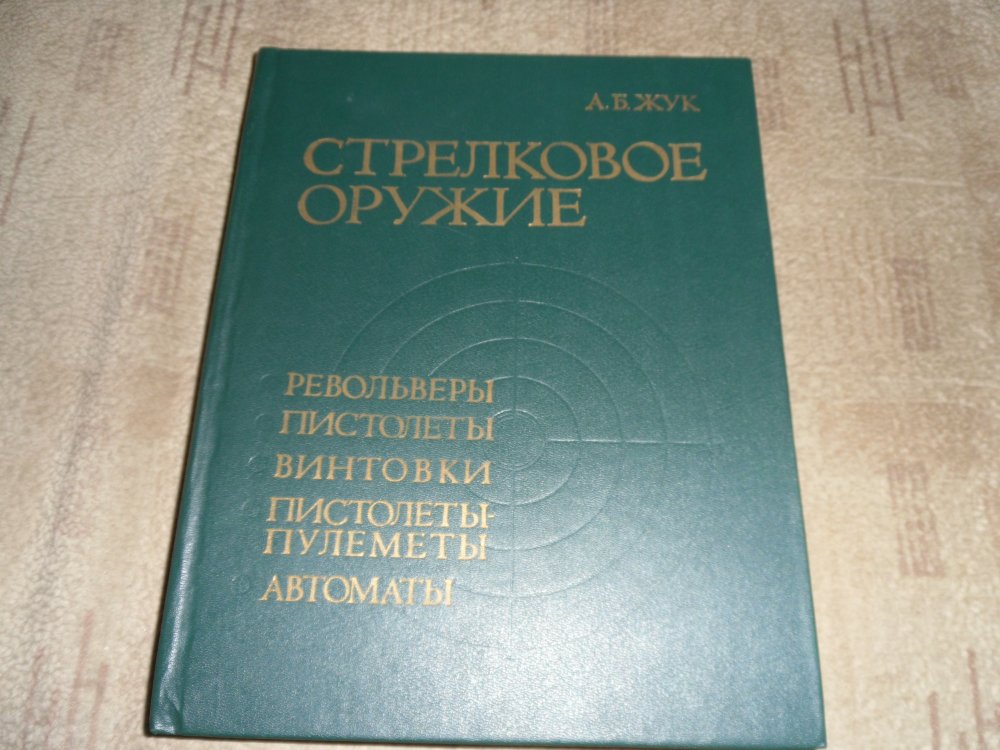 А.Б.ЖУК
СТРЕЛКОВОЕ
ОРУЖИЕ
РЕВОЛЬВЕРЫ
ПИСТОЛЕТЫ
ВИНТОВКИ
ПИСТОЛЕТЫ-
ПУЛЕМЕТЫ
АВТОМАТЫ